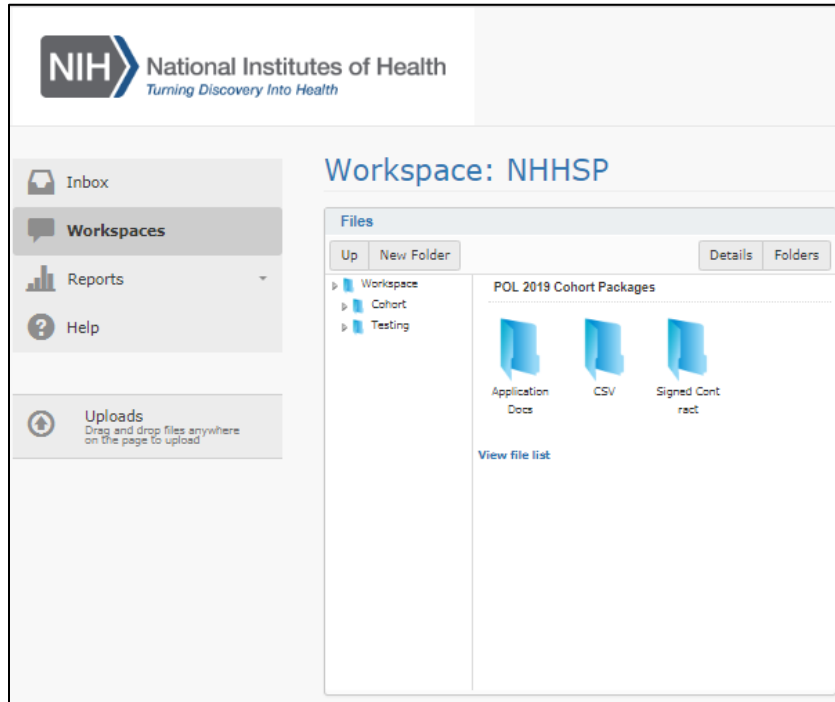 NIH National Institutes of Health
Turning Discovery Into Health
Inbox
Workspaces
Reports
Help
Uploads
Drag and drop files anywhere
on the page to upload
Workspace: NHHSP
Files
Up New Folder Details Folders
Workspace
Cohort
Testing
POL 2019 Cohort Packages
Application
Docs
CSV
Signed Cont
ract
View file list